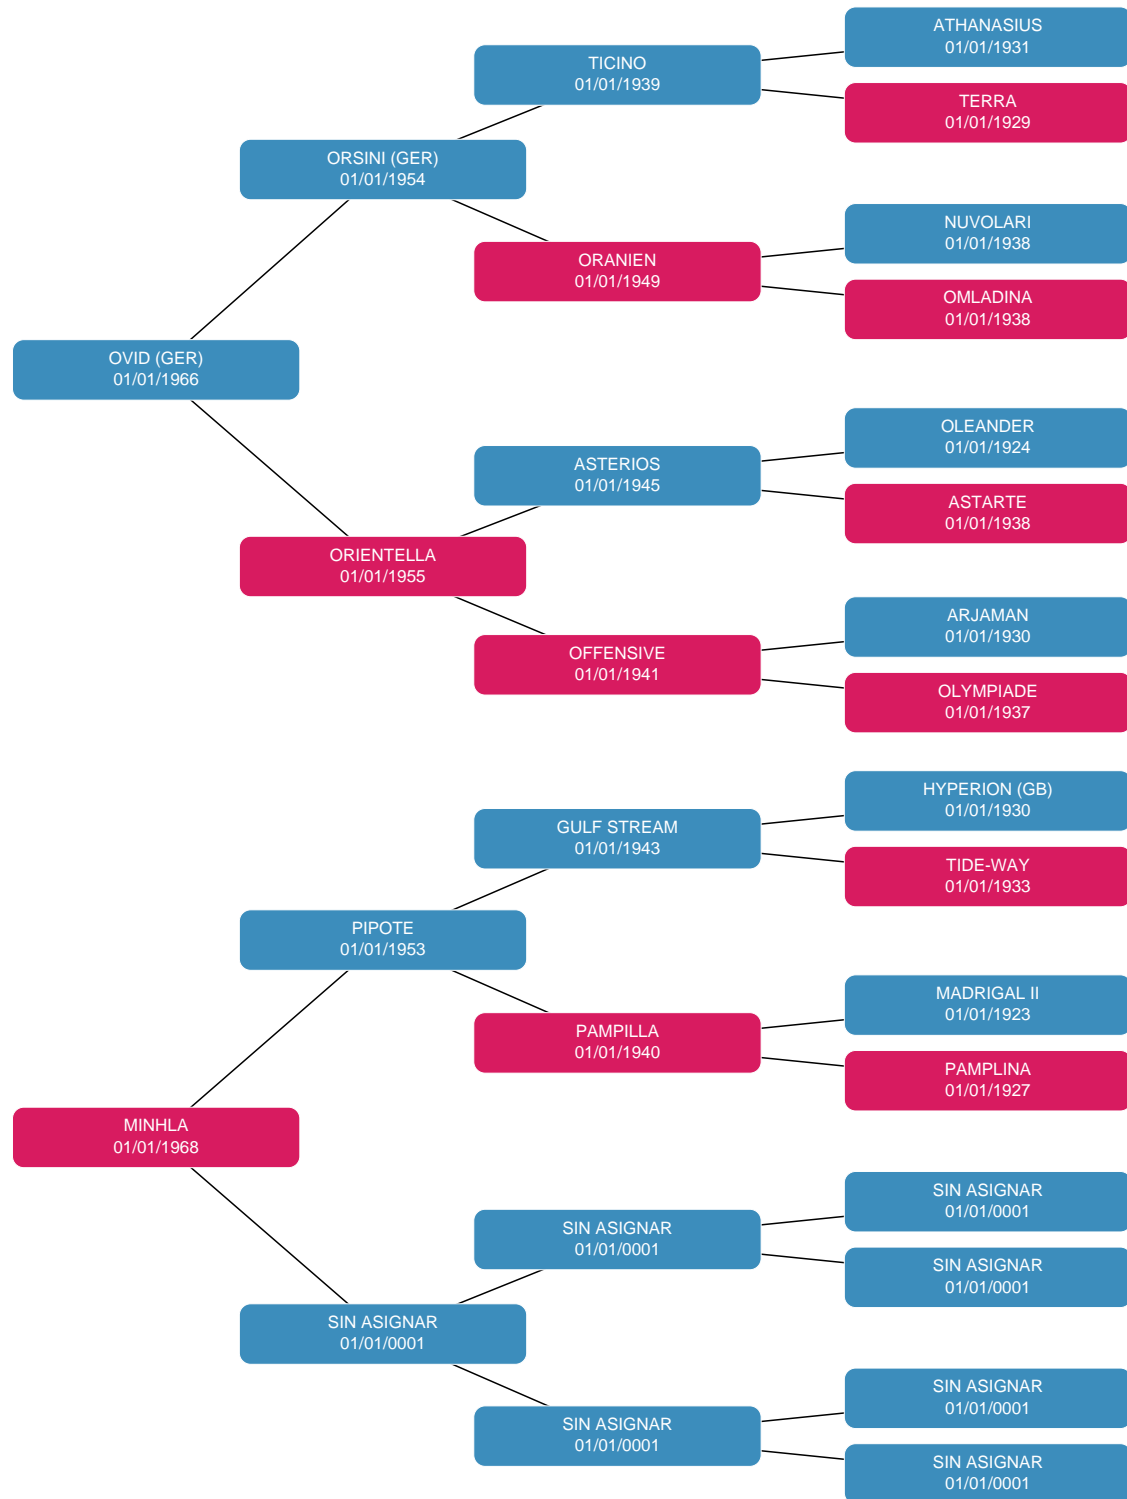 ATHANASIUS
01/01/1931
TICINO
01/01/1939
TERRA
01/01/1929
ORSINI (GER)
01/01/1954
NUVOLARI
01/01/1938
ORANIEN
01/01/1949
OMLADINA
01/01/1938
OVID (GER)
01/01/1966
OLEANDER
01/01/1924
ASTERIOS
01/01/1945
ASTARTE
01/01/1938
ORIENTELLA
01/01/1955
ARJAMAN
01/01/1930
OFFENSIVE
01/01/1941
OLYMPIADE
01/01/1937
HYPERION (GB)
01/01/1930
GULF STREAM
01/01/1943
TIDE-WAY
01/01/1933
PIPOTE
01/01/1953
MADRIGAL II
01/01/1923
PAMPILLA
01/01/1940
PAMPLINA
01/01/1927
MINHLA
01/01/1968
SIN ASIGNAR
01/01/0001
SIN ASIGNAR
01/01/0001
SIN ASIGNAR
01/01/0001
SIN ASIGNAR
01/01/0001
SIN ASIGNAR
01/01/0001
SIN ASIGNAR
01/01/0001
SIN ASIGNAR
01/01/0001